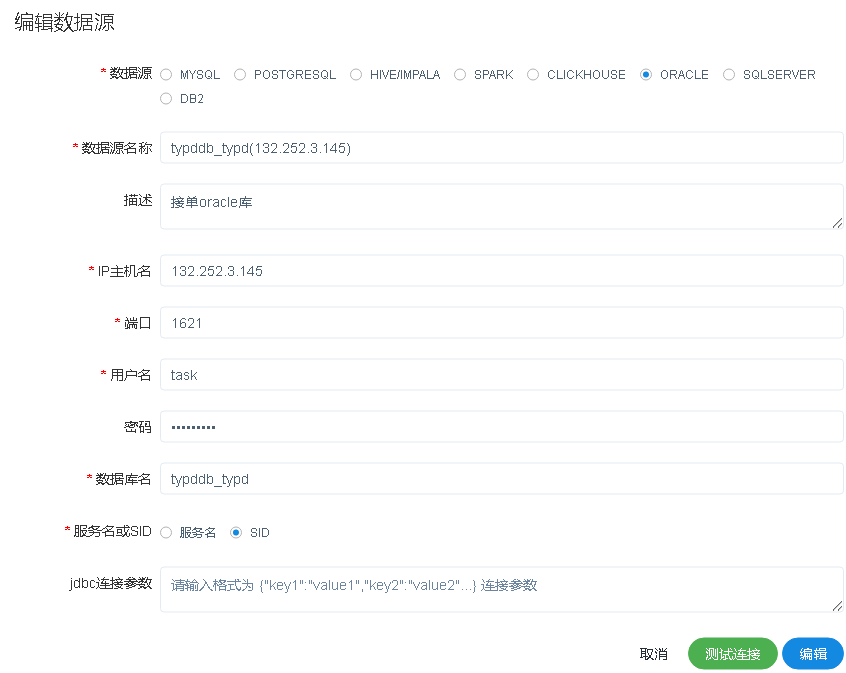 编辑数据源
* 数据源 MYSQL POSTGRESQL HIVE/IMPALA SPARK CLICKHOUSE ORACLE SQLSERVER
DB2
* 数据源名称 typddb_typd(132.252.3.145)
描述 接单oracle库
* IP主机名 132.252.3.145
* 端口 1621
* 用户名 task
密码 •••••••••
* 数据库名 typddb_typd
* 服务名或SID 服务名 SID
jdbc连接参数 请输入格式为 {"key1":"value1","key2":"value2"...} 连接参数
取消 测试连接 编辑